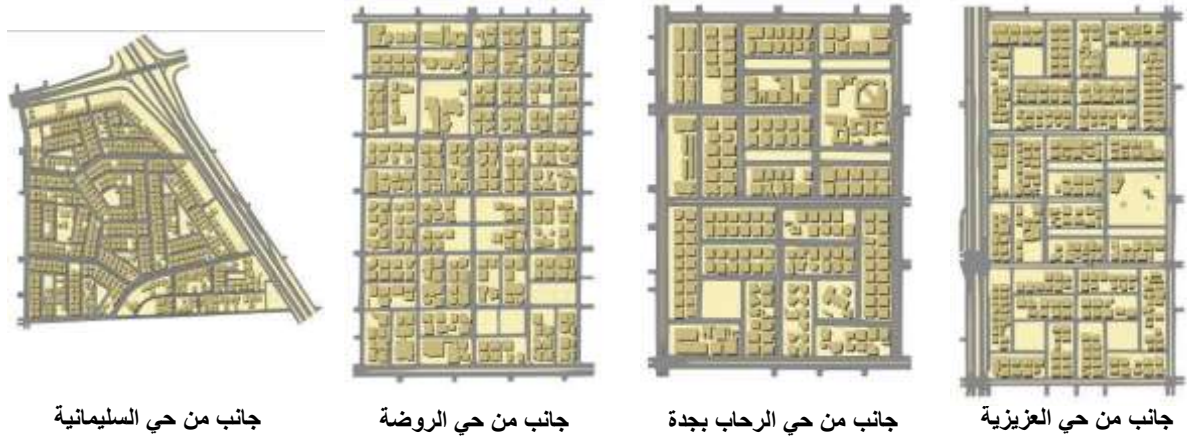 جانب من حي العزيزية
جانب من حي الرحاب بجدة
جانب من حي الروضة
جانب من حي السليمانية